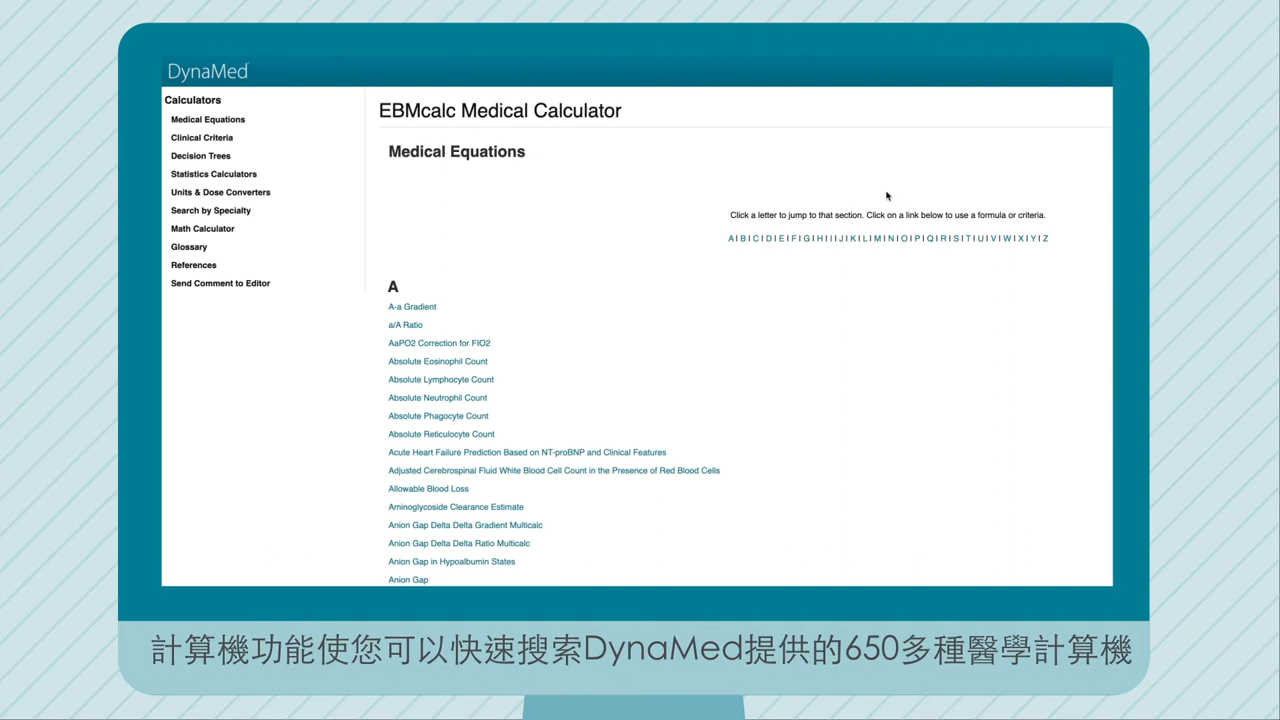 DynaMed
Calculators
Medical Equations
Clinical Criteria
Decision Trees
Statistics Calculators
Units & Dose Converters
Search by Specialty
Math Calculator
Glossary
References
Send Comment to Editor
EBMcalc Medical Calculator
Medical Equations
Click a letter to jump to that section. Click on a link below to use a formula or criteria.
A | B | C | D | E | F | G | H | I | J | K | L | M | N | O | P | Q | R | S | T | U | V | W | X | Y | Z
A
A-a Gradient
a/A Ratio
AaPO2 Correction for FIO2
Absolute Eosinophil Count
Absolute Lymphocyte Count
Absolute Neutrophil Count
Absolute Phagocyte Count
Absolute Reticulocyte Count
Acute Heart Failure Prediction Based on NT-proBNP and Clinical Features
Adjusted Cerebrospinal Fluid White Blood Cell Count in the Presence of Red Blood Cells
Allowable Blood Loss
Aminoglycoside Clearance Estimate
Anion Gap Delta Delta Gradient Multicalc
Anion Gap Delta Delta Ratio Multicalc
Anion Gap in Hypoalbumin States
Anion Gap
計算機功能使您可以快速搜索DynaMed提供的650多種醫學計算機